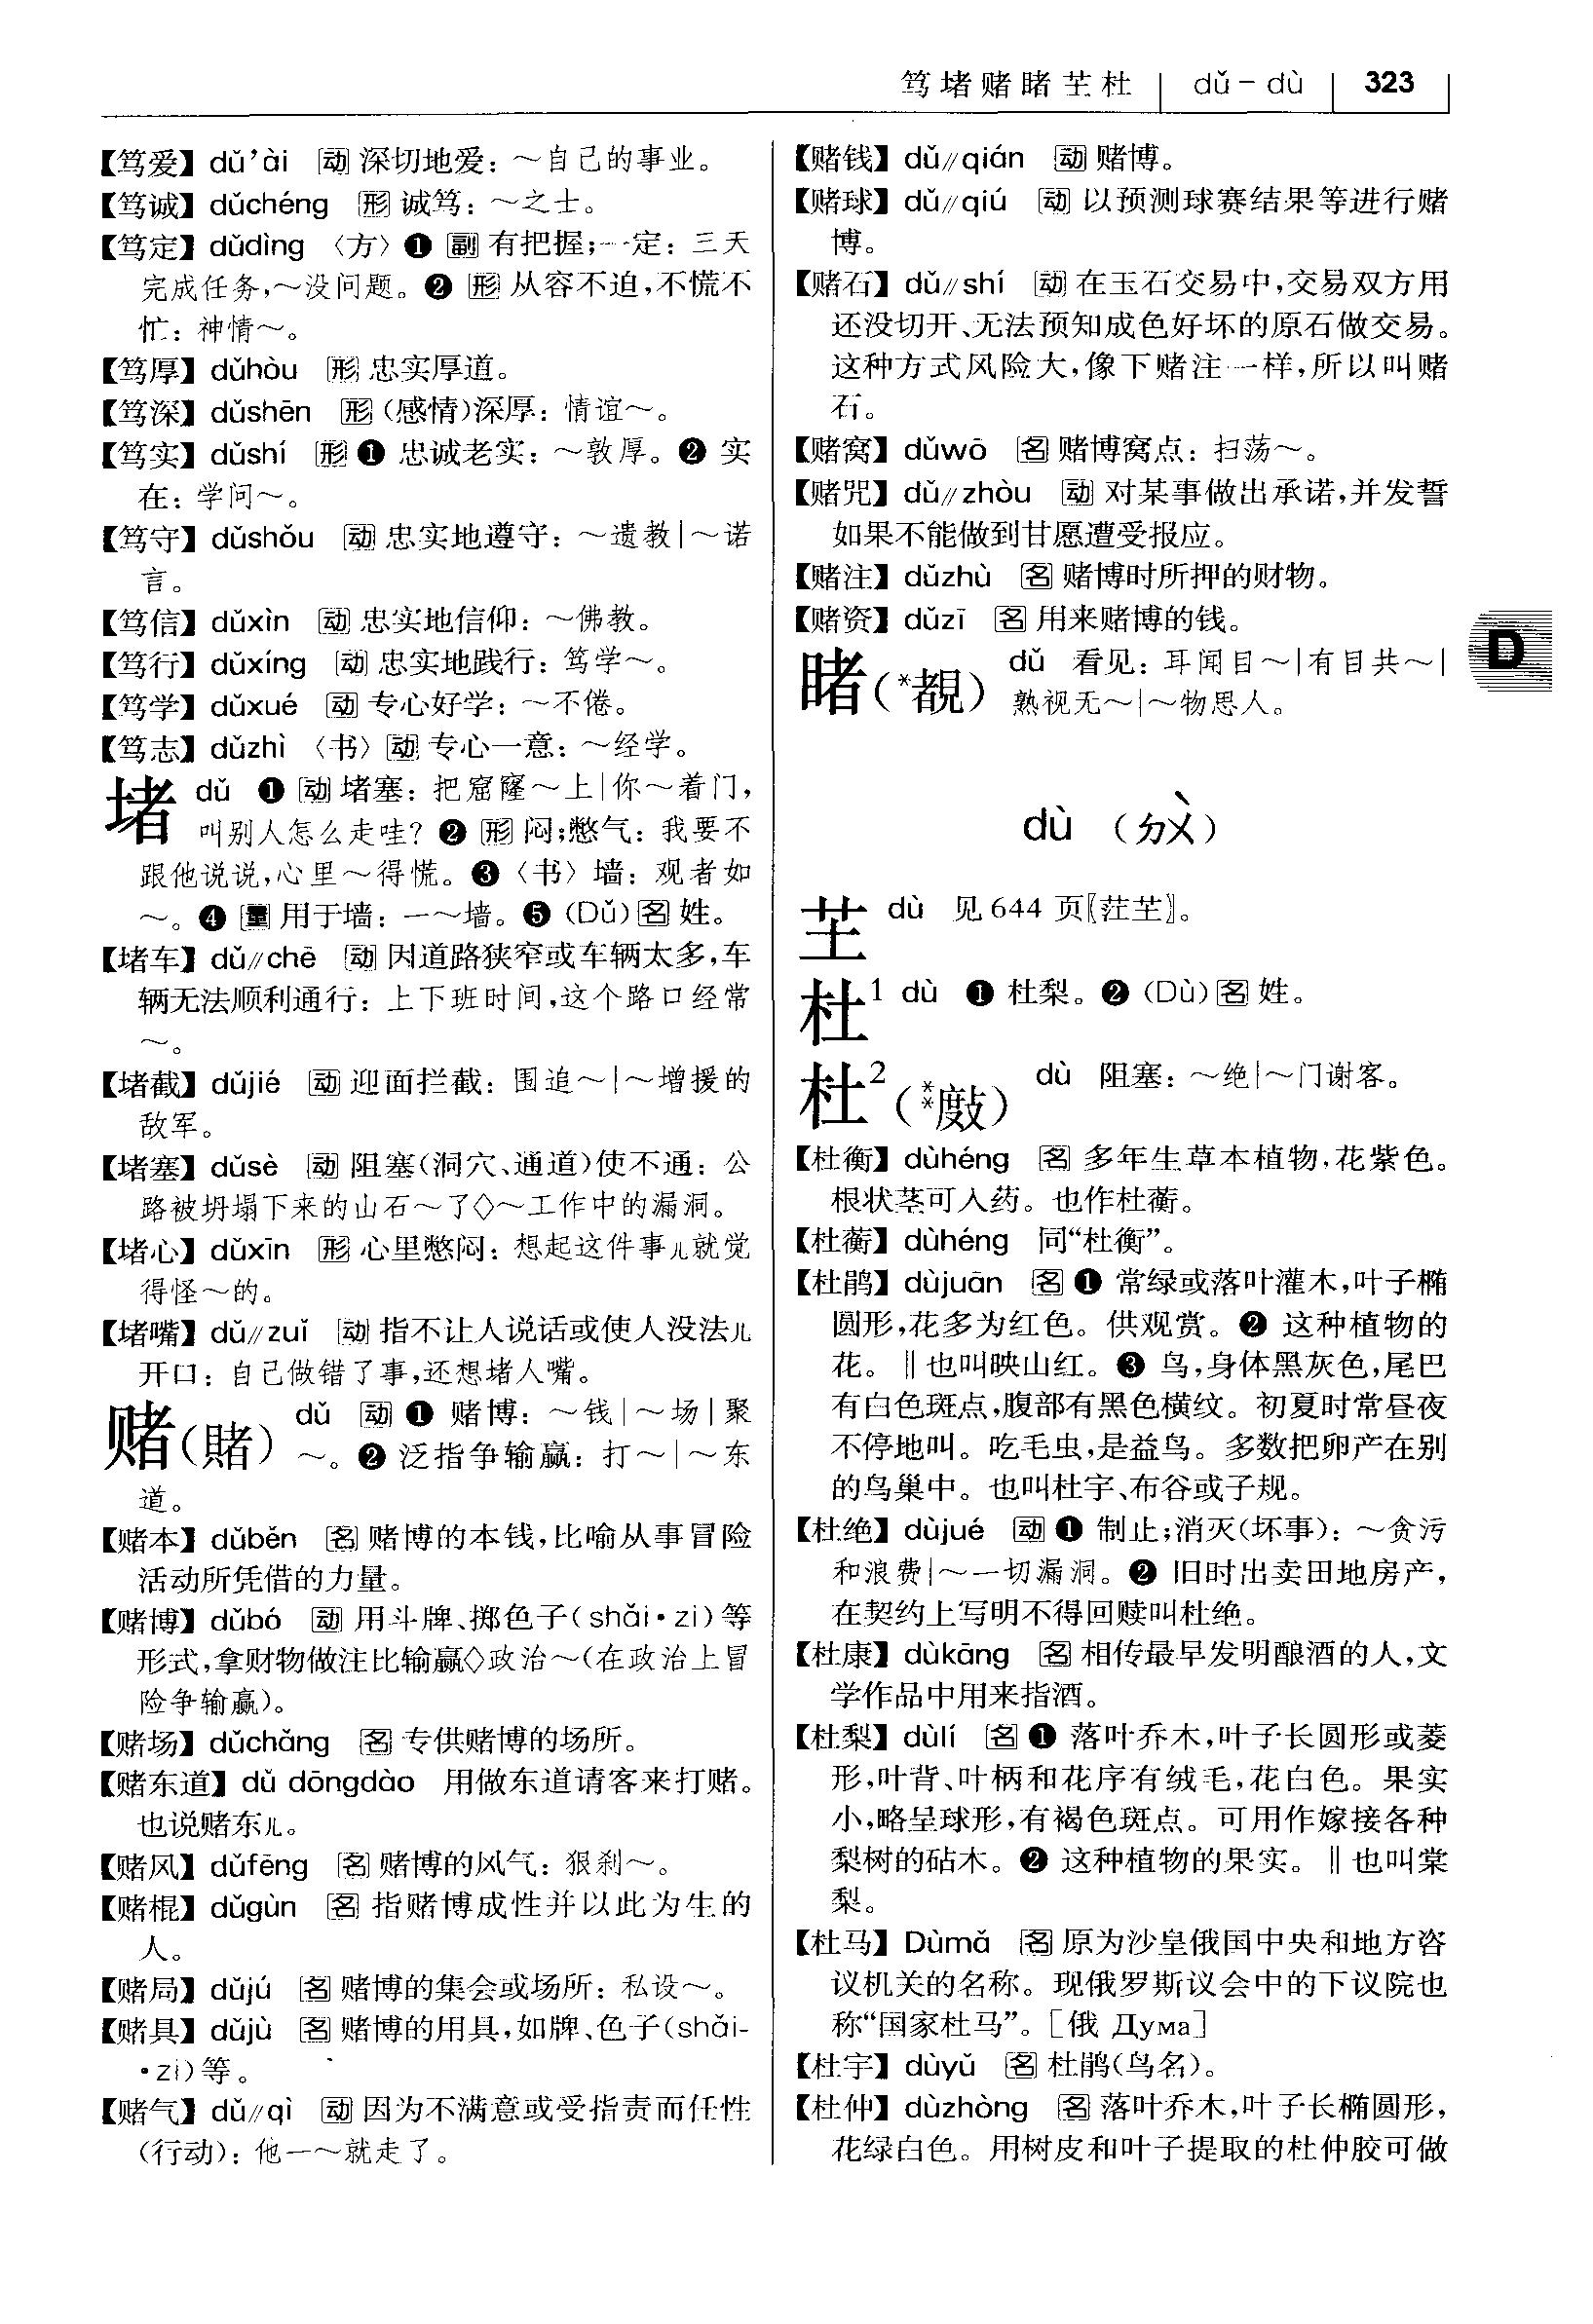 笃堵赌睹芏杜 | dǔ－dù | 323
【笃爱】dǔ'ài [动]深切地爱：～自己的事业。
【笃诚】dǔchéng [形]诚笃：～之士。
【笃定】dǔdìng 〈方〉❶[副]有把握；一定：三天
完成任务，～没问题。❷[形]从容不迫，不慌不
忙：神情～。
【笃厚】dǔhòu [形]忠实厚道。
【笃深】dǔshēn [形](感情)深厚：情谊～。
【笃实】dǔshí [形]❶忠诚老实：～敦厚。❷实
在：学问～。
【笃守】dǔshǒu [动]忠实地遵守：～遗教|～诺
言。
【笃信】dǔxìn [动]忠实地信仰：～佛教。
【笃行】dǔxíng [动]忠实地践行：笃学～。
【笃学】dǔxué [动]专心好学：～不倦。
【笃志】dǔzhì 〈书〉[动]专心一意：～经学。
堵 dǔ ❶[动]堵塞：把窟窿～上|你～着门，
叫别人怎么走哇？❷[形]闷；憋气：我要不
跟他说说，心里～得慌。❸〈书〉墙：观者如
～。❹[量]用于墙：一～墙。❺(Dǔ)[名]姓。
【堵车】dǔ//chē [动]因道路狭窄或车辆太多，车
辆无法顺利通行：上下班时间，这个路口经常
～。
【堵截】dǔjié [动]迎面拦截：围追～|～增援的
敌军。
【堵塞】dǔsè [动]阻塞(洞穴、通道)使不通：公
路被坍塌下来的山石～了◇～工作中的漏洞。
【堵心】dǔxīn [形]心里憋闷：想起这件事儿就觉
得怪～的。
【堵嘴】dǔ//zuǐ [动]指不让人说话或使人没法儿
开口：自己做错了事，还想堵人嘴。
赌(賭) dǔ [动]❶赌博：～钱|～场|聚
～。❷泛指争输赢：打～|～东
道。
【赌本】dǔběn [名]赌博的本钱，比喻从事冒险
活动所凭借的力量。
【赌博】dǔbó [动]用斗牌、掷色子(shǎi·zi)等
形式，拿财物做注比输赢◇政治～(在政治上冒
险争输赢)。
【赌场】dǔchǎng [名]专供赌博的场所。
【赌东道】dǔ dōngdào 用做东道请客来打赌。
也说赌东儿。
【赌风】dǔfēng [名]赌博的风气：狠刹～。
【赌棍】dǔgùn [名]指赌博成性并以此为生的
人。
【赌局】dǔjú [名]赌博的集会或场所：私设～。
【赌具】dǔjù [名]赌博的用具，如牌、色子(shǎi-
·zi)等。
【赌气】dǔ//qì [动]因为不满意或受指责而任性
(行动)：他一～就走了。
【赌钱】dǔ//qián [动]赌博。
【赌球】dǔ//qiú [动]以预测球赛结果等进行赌
博。
【赌石】dǔ//shí [动]在玉石交易中，交易双方用
还没切开、无法预知成色好坏的原石做交易。
这种方式风险大，像下赌注一样，所以叫赌
石。
【赌窝】dǔwō [名]赌博窝点：扫荡～。
【赌咒】dǔ//zhòu [动]对某事做出承诺，并发誓
如果不能做到甘愿遭受报应。
【赌注】dǔzhù [名]赌博时所押的财物。
【赌资】dǔzī [名]用来赌博的钱。
睹(*覩) dǔ 看见：耳闻目～|有目共～|
熟视无～|～物思人。
D
dù (ㄉㄨˋ)
芏 dù 见 644 页〖茳芏〗。
杜¹ dù ❶杜梨。❷(Dù)[名]姓。
杜²(**敼) dù 阻塞：～绝|～门谢客。
【杜衡】dùhéng [名]多年生草本植物，花紫色。
根状茎可入药。也作杜蘅。
【杜蘅】dùhéng 同“杜衡”。
【杜鹃】dùjuān [名]❶常绿或落叶灌木，叶子椭
圆形，花多为红色。供观赏。❷这种植物的
花。‖也叫映山红。❸鸟，身体黑灰色，尾巴
有白色斑点，腹部有黑色横纹。初夏时常昼夜
不停地叫。吃毛虫，是益鸟。多数把卵产在别
的鸟巢中。也叫杜宇、布谷或子规。
【杜绝】dùjué [动]❶制止；消灭(坏事)：～贪污
和浪费|～一切漏洞。❷旧时出卖田地房产，
在契约上写明不得回赎叫杜绝。
【杜康】dùkāng [名]相传最早发明酿酒的人，文
学作品中用来指酒。
【杜梨】dùlí [名]❶落叶乔木，叶子长圆形或菱
形，叶背、叶柄和花序有绒毛，花白色。果实
小，略呈球形，有褐色斑点。可用作嫁接各种
梨树的砧木。❷这种植物的果实。‖也叫棠
梨。
【杜马】Dùmǎ [名]原为沙皇俄国中央和地方咨
议机关的名称。现俄罗斯议会中的下议院也
称“国家杜马”。[俄 Дума]
【杜宇】dùyǔ [名]杜鹃(鸟名)。
【杜仲】dùzhòng [名]落叶乔木，叶子长椭圆形，
花绿白色。用树皮和叶子提取的杜仲胶可做